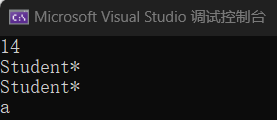 Microsoft Visual Studio 调试控制台
14
Student*
Student*
a